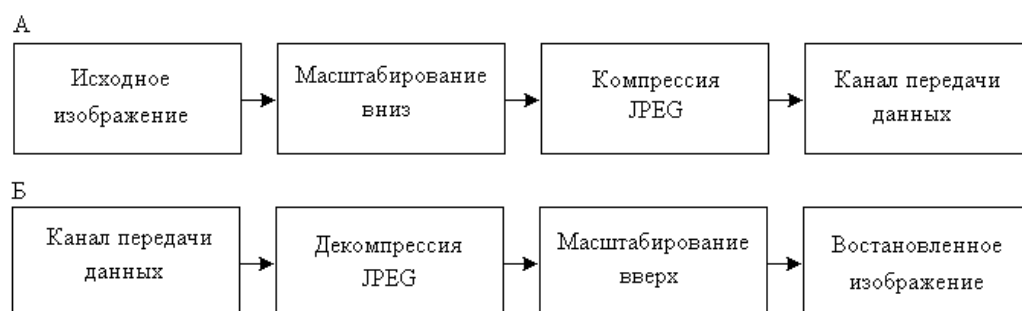 А
Исходное
изображение
Масштабирование
вниз
Компрессия
JPEG
Канал передачи
данных
Б
Канал передачи
данных
Декомпрессия
JPEG
Масштабирование
вверх
Востановленное
изображение